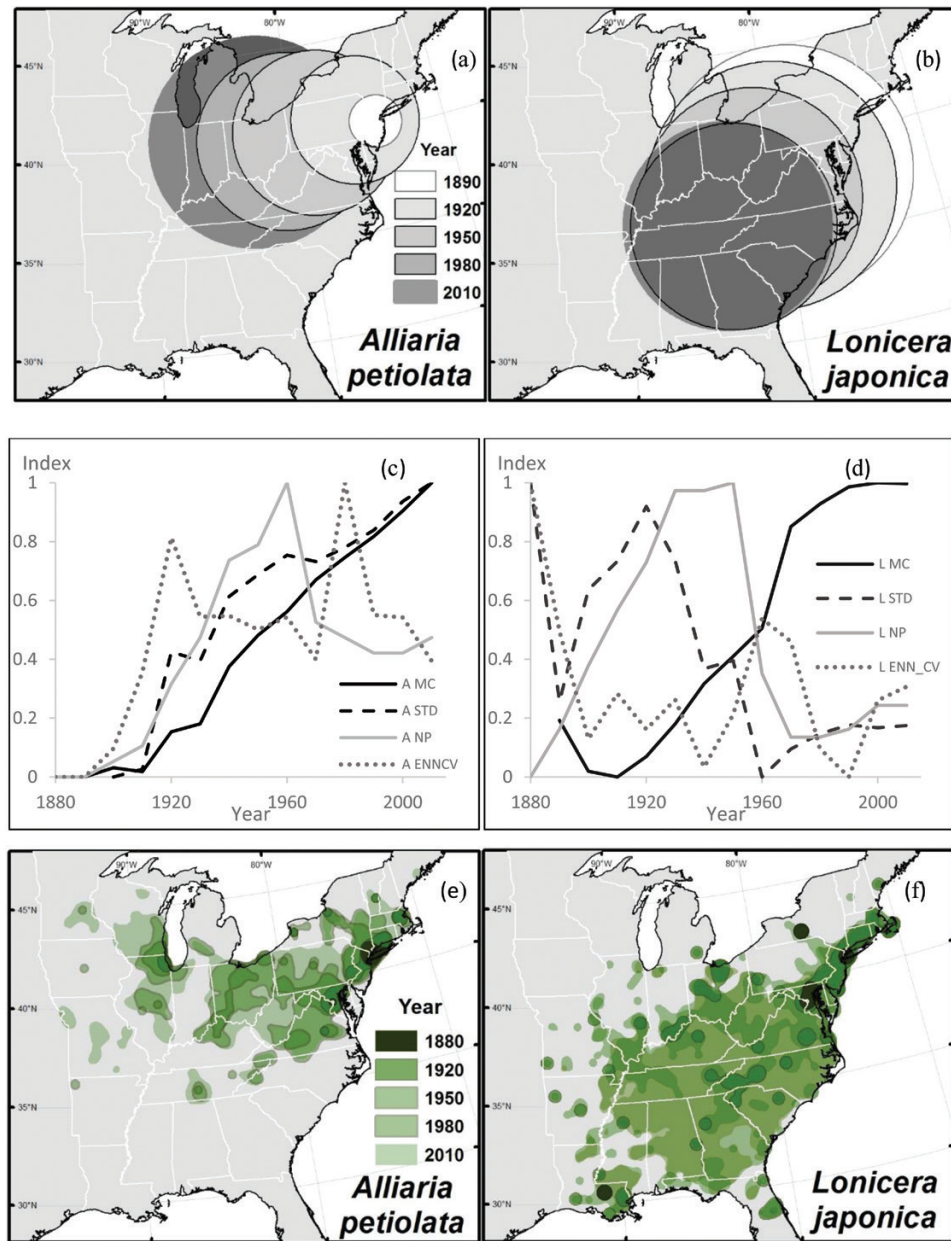 90°W
80°W
(a)
45°N
40°N
35°N
30°N
Year
1890
1920
1950
1980
2010
Alliaria
petiolata
90°W
80°W
(b)
45°N
40°N
35°N
30°N
Lonicera
japonica
Index
(c)
1
0.8
0.6
0.4
0.2
0
1880
1920
1960
2000
Year
A MC
A STD
A NP
A ENNCV
Index
(d)
1
0.8
0.6
0.4
0.2
0
1880
1920
1960
2000
Year
L MC
L STD
L NP
L ENN_CV
90°W
80°W
(e)
45°N
40°N
35°N
30°N
Year
1880
1920
1950
1980
2010
Alliaria
petiolata
90°W
80°W
(f)
45°N
40°N
35°N
30°N
Lonicera
japonica